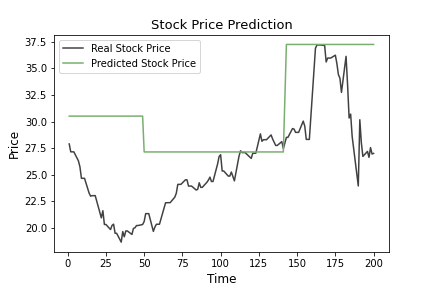 Stock Price Prediction
Real Stock Price
Predicted Stock Price
37.5
35.0
32.5
30.0
27.5
25.0
22.5
20.0
Price
0 25 50 75 100 125 150 175 200
Time